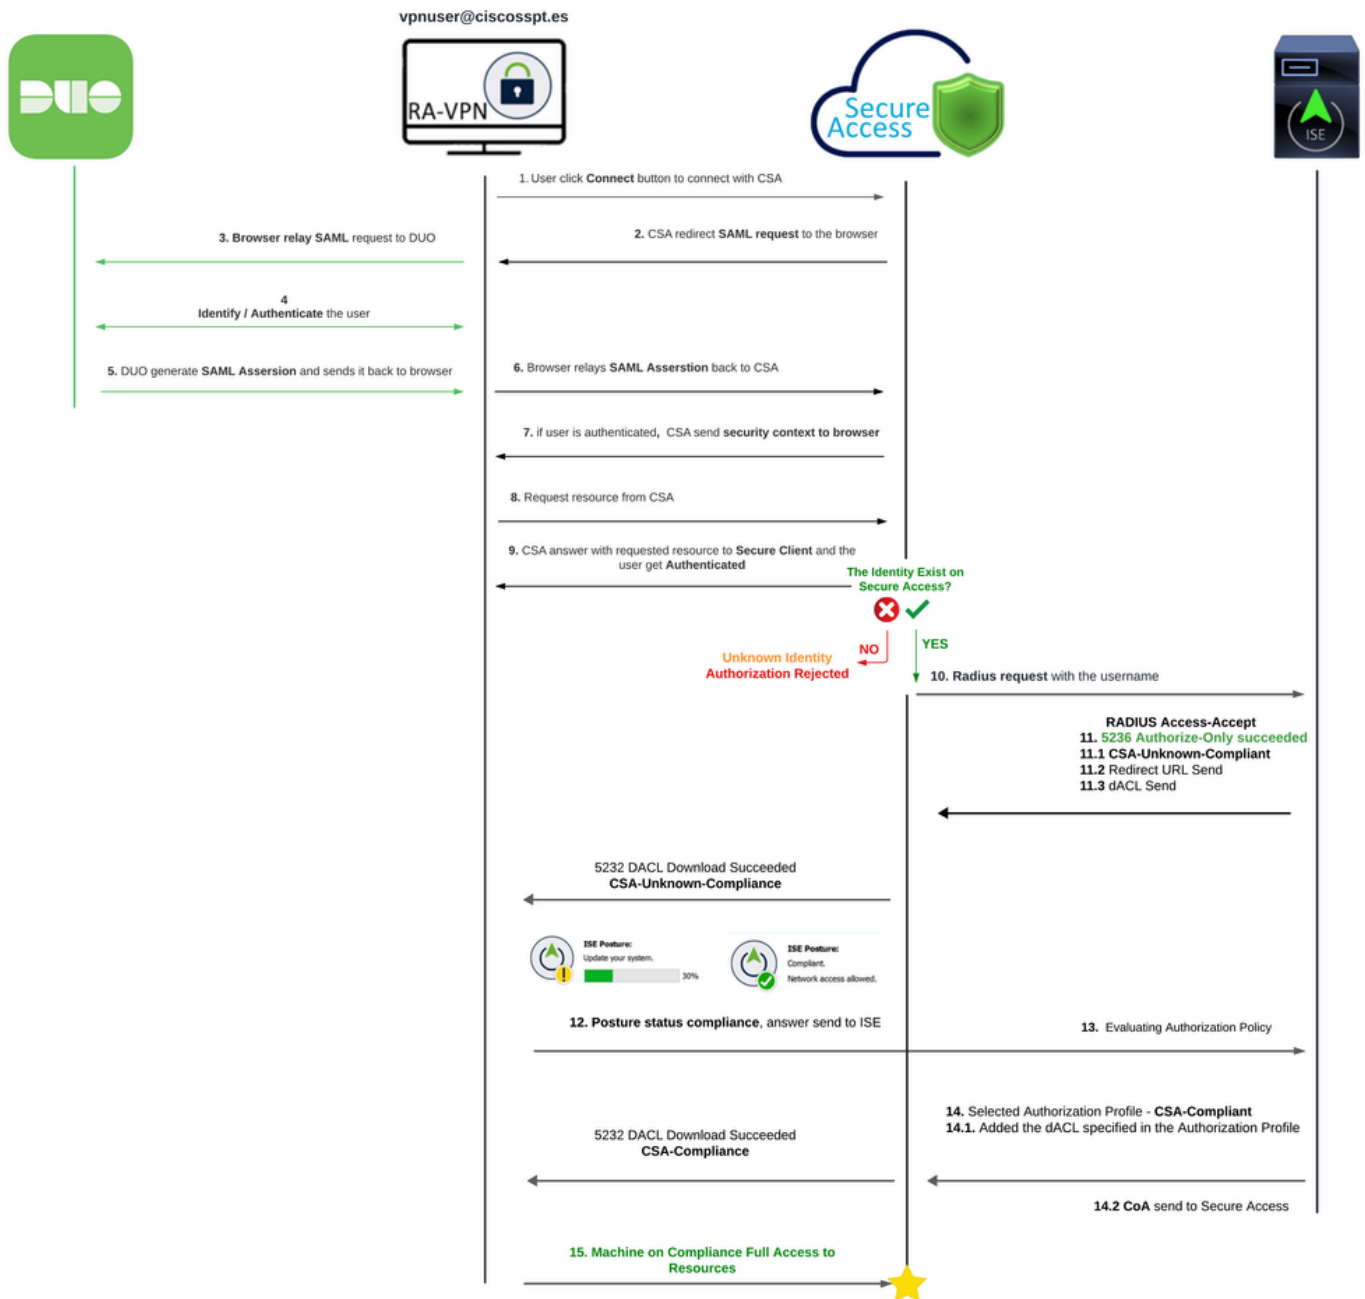 vpnuser@ciscosspt.es
DUO
RA-VPN
Secure
Access
ISE
1. User click Connect button to connect with CSA
3. Browser relay SAML request to DUO
2. CSA redirect SAML request to the browser
4
Identify / Authenticate the user
5. DUO generate SAML Assersion and sends it back to browser
6. Browser relays SAML Asserstion back to CSA
7. if user is authenticated, CSA send security context to browser
8. Request resource from CSA
9. CSA answer with requested resource to Secure Client and the
user get Authenticated
The Identity Exist on
Secure Access?
NO
YES
Unknown Identity
Authorization Rejected
10. Radius request with the username
RADIUS Access-Accept
11. 5236 Authorize-Only succeeded
11.1 CSA-Unknown-Compliant
11.2 Redirect URL Send
11.3 dACL Send
5232 DACL Download Succeeded
CSA-Unknown-Compliance
ISE Posture:
Update your system.
30%
ISE Posture:
Compliant.
Network access allowed.
12. Posture status compliance, answer send to ISE
13. Evaluating Authorization Policy
14. Selected Authorization Profile - CSA-Compliant
14.1. Added the dACL specified in the Authorization Profile
5232 DACL Download Succeeded
CSA-Compliance
14.2 CoA send to Secure Access
15. Machine on Compliance Full Access to
Resources